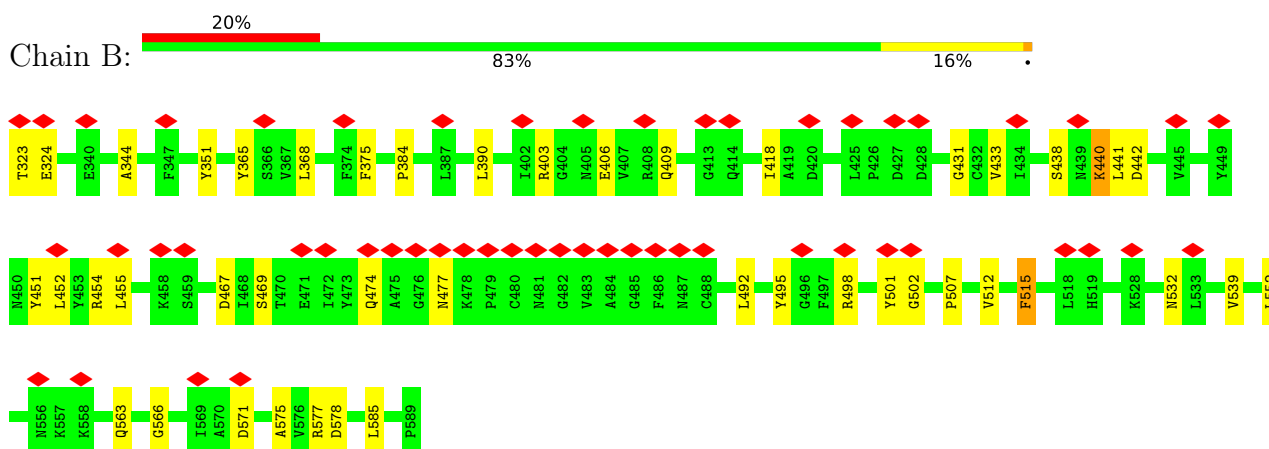 20%
Chain B:
83% 16% •
T323 E324 E340 A344 F347 Y351 Y365 S366 V367 L368 F374 F375 P384 L387 L390 I402 R403 G404 N405 E406 V407 R408 Q409 G413 Q414 I418 A419 D420 L425 P426 D427 D428 G431 C432 V433 I434 S438 N439 K440 L441 D442 V445 Y449
N450 Y451 L452 Y453 R454 L455 K458 S459 D467 I468 S469 T470 E471 I472 Y473 Q474 A475 G476 N477 K478 P479 C480 N481 G482 V483 A484 G485 F486 N487 C488 L492 Y495 G496 F497 R498 Y501 G502 P507 V512 F515 L518 H519 K528 N532 L533 V539
N556 K557 K558 Q563 G566 I569 A570 D571 A575 V576 R577 D578 L585 P589